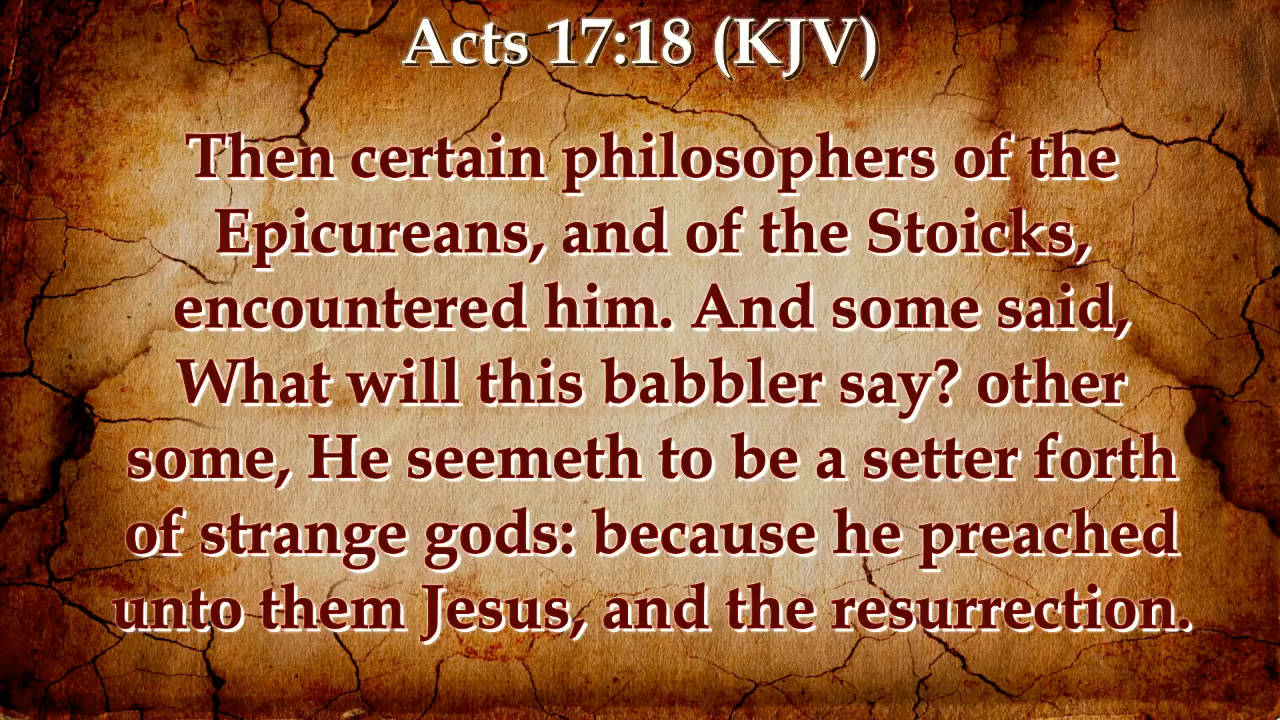 Acts 17:18 (KJV)
Then certain philosophers of the
Epicureans, and of the Stoicks,
encountered him. And some said,
What will this babbler say? other
some, He seemeth to be a setter forth
of strange gods: because he preached
unto them Jesus, and the resurrection.